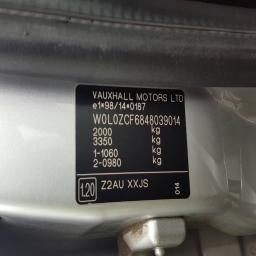 VAUXHALL MOTORS LTD
e1*98/14*0187
W0L0ZCF6848039014
2000 kg
3350 kg
1-1060 kg
2-0980 kg
1.20 Z2AU XXJS 014